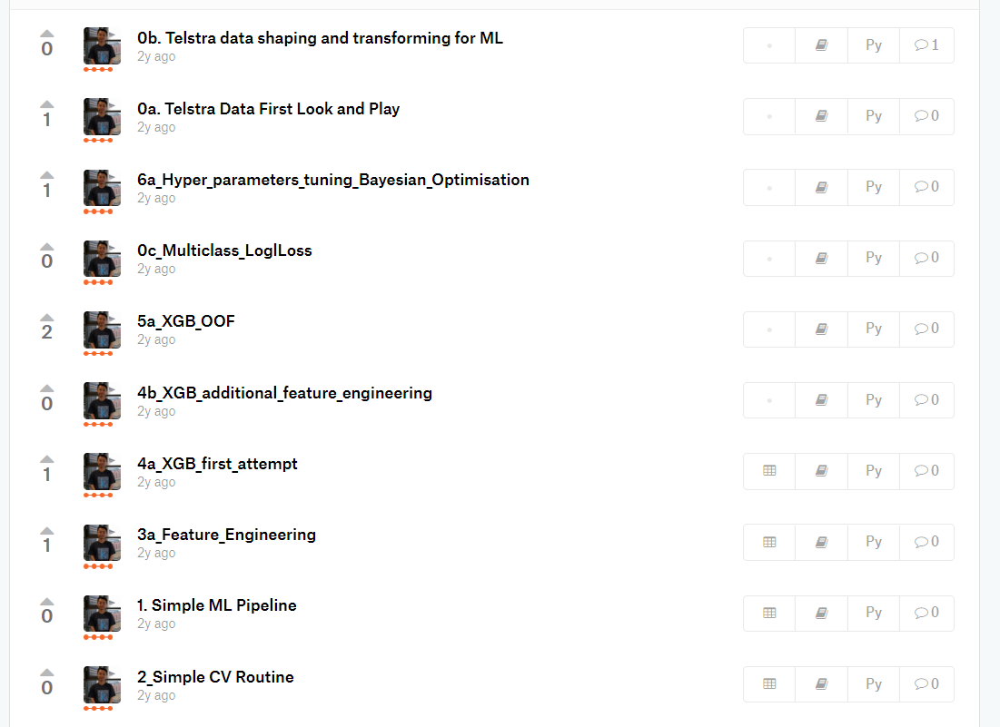 0b. Telstra data shaping and transforming for ML
0
2y ago
Py
1
0a. Telstra Data First Look and Play
1
2y ago
Py
0
6a_Hyper_parameters_tuning_Bayesian_Optimisation
1
2y ago
Py
0
0c_Multiclass_LoglLoss
0
2y ago
Py
0
5a_XGB_OOF
2
2y ago
Py
0
4b_XGB_additional_feature_engineering
0
2y ago
Py
0
4a_XGB_first_attempt
1
2y ago
Py
0
3a_Feature_Engineering
1
2y ago
Py
0
1. Simple ML Pipeline
0
2y ago
Py
0
2_Simple CV Routine
0
2y ago
Py
0